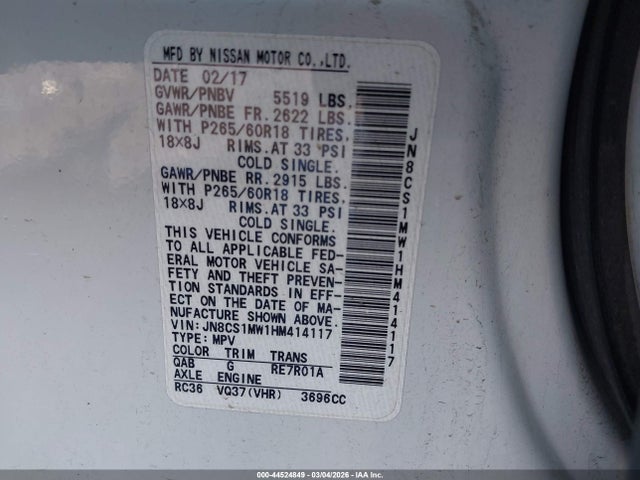 MFD BY NISSAN MOTOR CO.,LTD.
DATE 02/17
GVWR/PNBV 5519 LBS.
GAWR/PNBE FR. 2622 LBS.
WITH P265/60R18 TIRES.
18×8J RIMS.AT 33 PSI
COLD SINGLE.
GAWR/PNBE RR. 2915 LBS.
WITH P265/60R18 TIRES.
18×8J RIMS.AT 33 PSI
COLD SINGLE.
THIS VEHICLE CONFORMS
TO ALL APPLICABLE FED-
ERAL MOTOR VEHICLE SA-
FETY AND THEFT PREVEN-
TION STANDARDS IN EFF-
ECT ON THE DATE OF MA-
NUFACTURE SHOWN ABOVE.
VIN: JN8CS1MW1HM414117
TYPE: MPV
COLOR TRIM TRANS
QAB G RE7R01A
AXLE ENGINE
RC36 VQ37(VHR) 3696CC
JN8CS1MW1HM414117
000-44524849 - 03/04/2026 - IAA Inc.